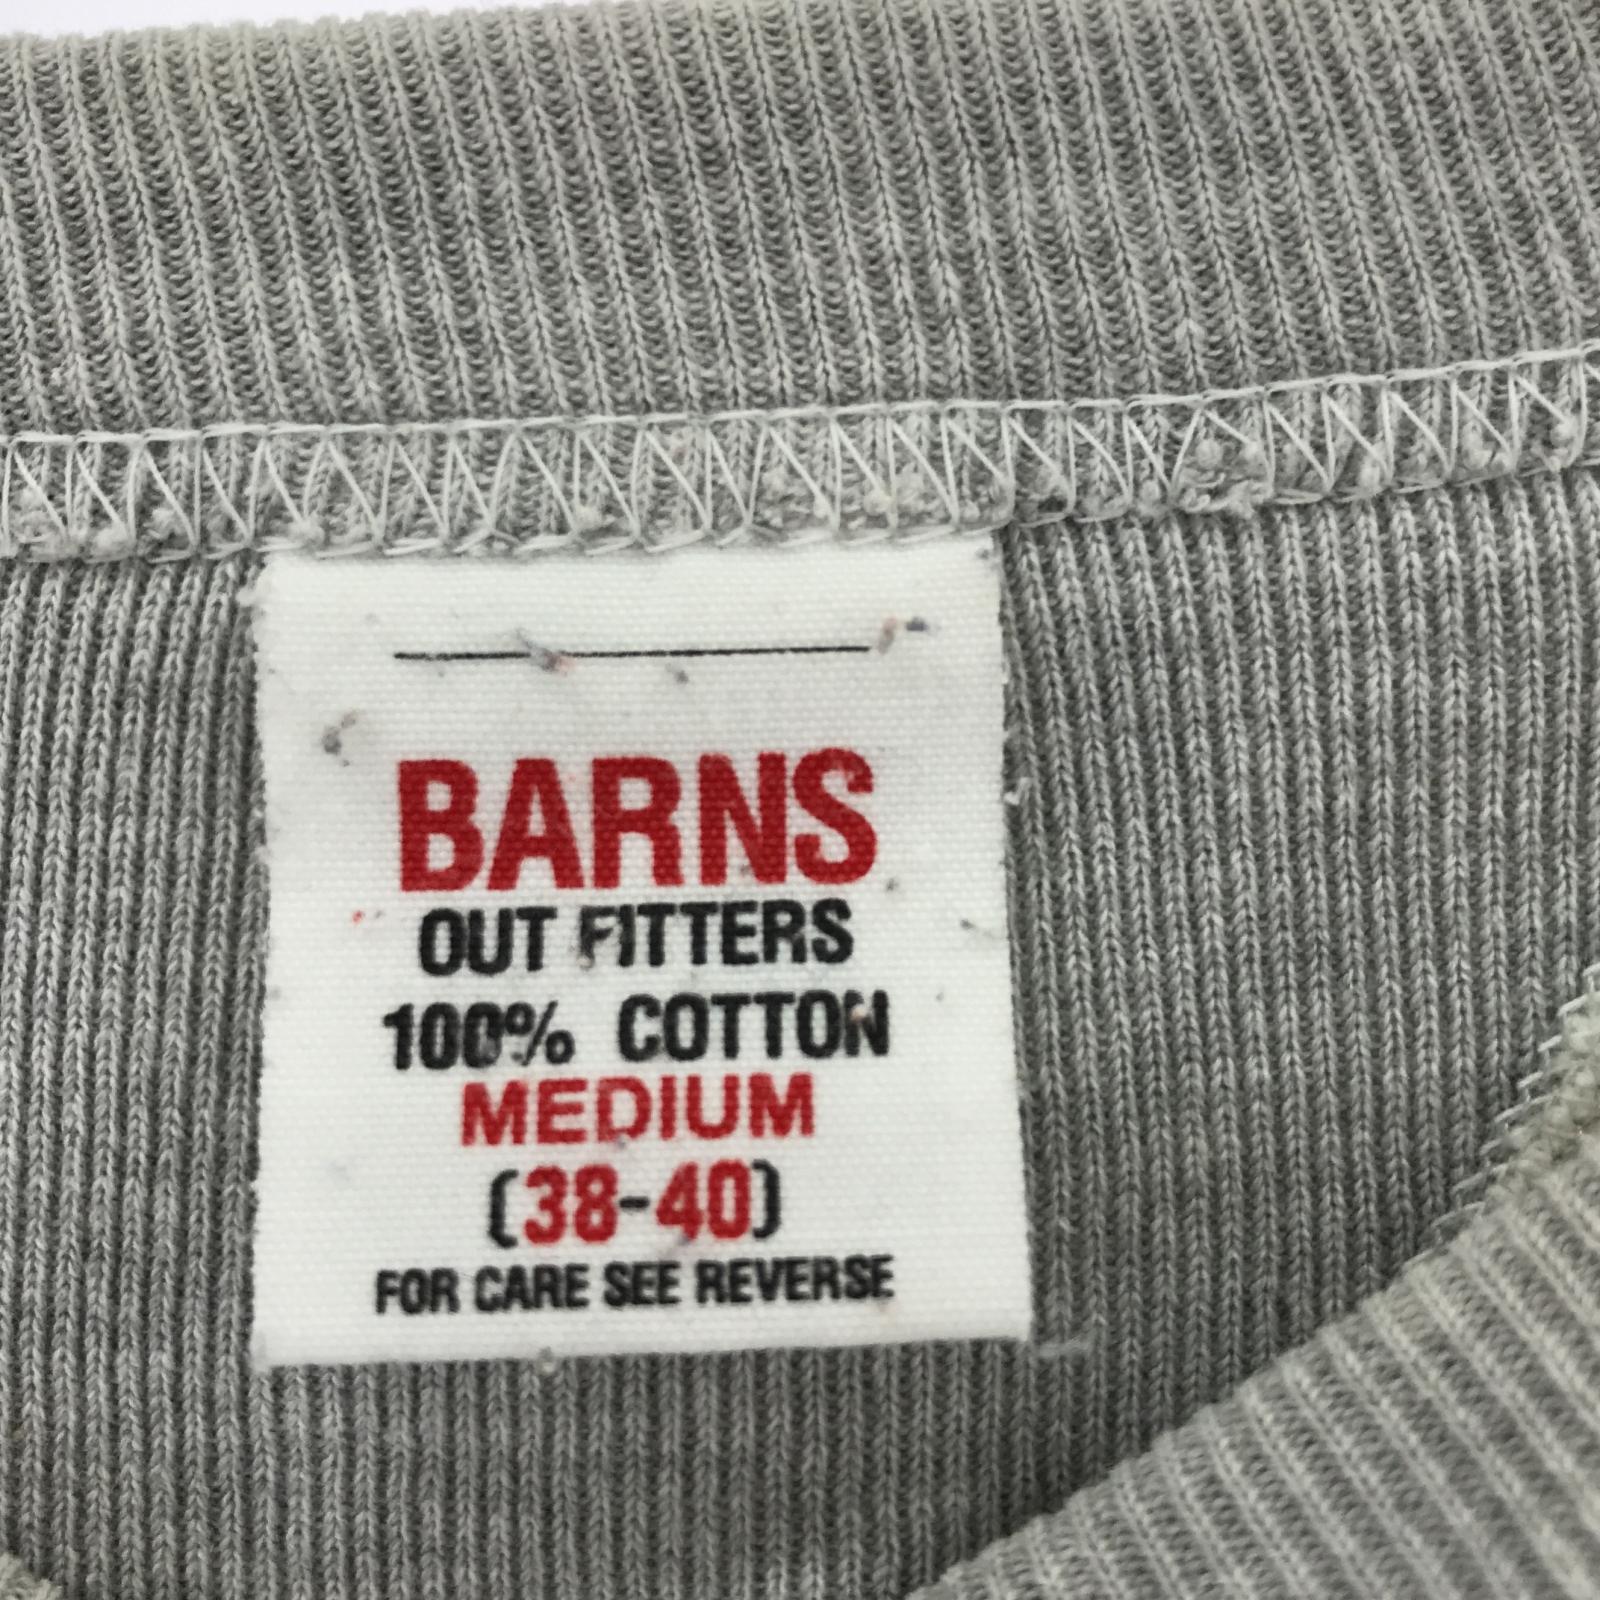 BARNS
OUT FITTERS
100% COTTON
MEDIUM
(38-40)
FOR CARE SEE REVERSE